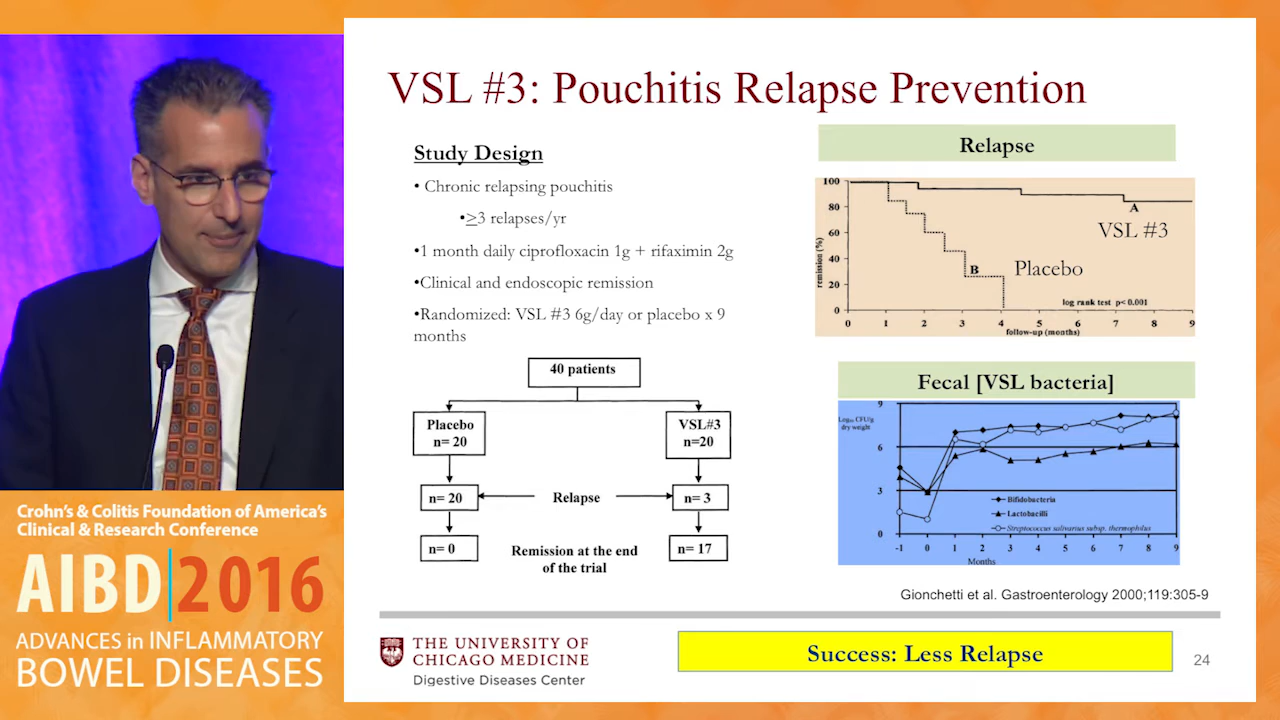 VSL #3: Pouchitis Relapse Prevention
Study Design
• Chronic relapsing pouchitis
•≥3 relapses/yr
•1 month daily ciprofloxacin 1g + rifaximin 2g
•Clinical and endoscopic remission
•Randomized: VSL #3 6g/day or placebo x 9
months
40 patients
Placebo
n= 20
VSL#3
n=20
n= 20
Relapse
n= 3
n= 0
Remission at the end
of the trial
n= 17
Relapse
remission (%)
100
80
60
40
20
0
A
VSL #3
B
Placebo
log rank test p< 0.001
0 1 2 3 4 5 6 7 8 9
follow-up (months)
Fecal [VSL bacteria]
Log₁₀ CFU/g
dry weight
9
6
3
0
Bifidobacteria
Lactobacilli
Streptococcus salivarius subsp. thermophilus
-1 0 1 2 3 4 5 6 7 8 9
Months
Gionchetti et al. Gastroenterology 2000;119:305-9
THE UNIVERSITY OF
CHICAGO MEDICINE
Digestive Diseases Center
Success: Less Relapse
24
Crohn's & Colitis Foundation of America's
Clinical & Research Conference
AIBD|2016
ADVANCES in INFLAMMATORY
BOWEL DISEASES